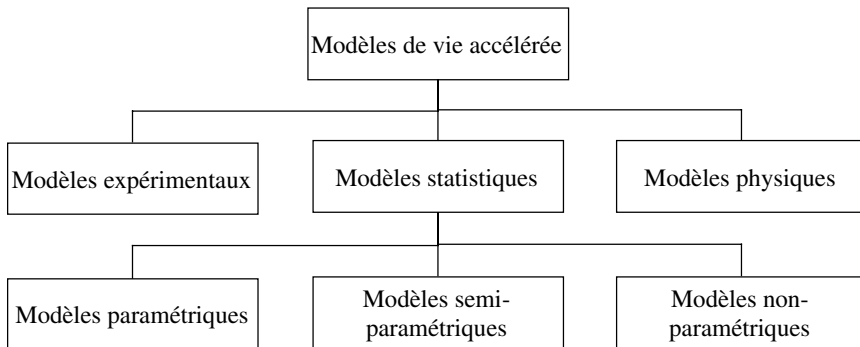 Modèles de vie accélérée
Modèles expérimentaux
Modèles statistiques
Modèles physiques
Modèles paramétriques
Modèles semi-
paramétriques
Modèles non-
paramétriques